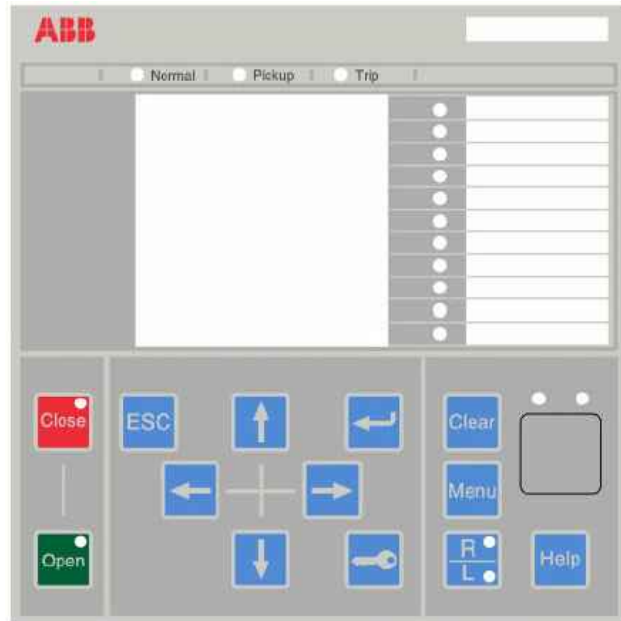 ABB
Normal Pickup Trip
Close
ESC
Clear
Menu
Open
R
L
Help